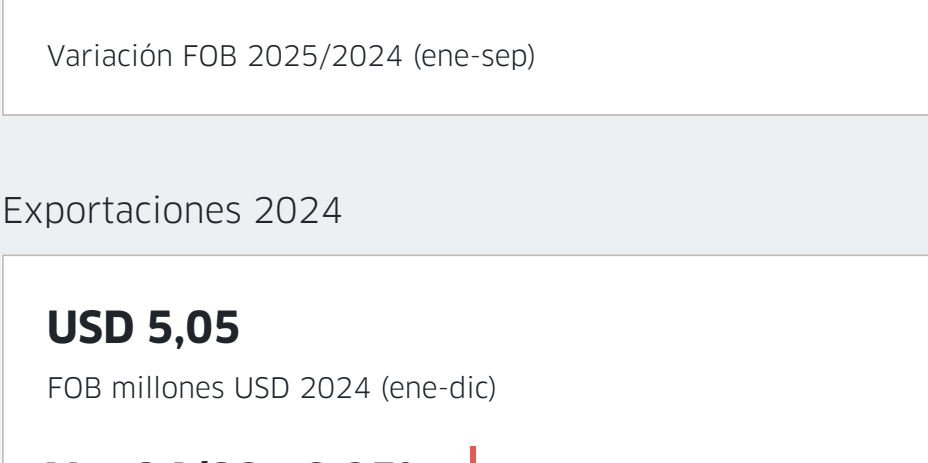 Variación FOB 2025/2024 (ene-sep)
Exportaciones 2024
USD 5,05
FOB millones USD 2024 (ene-dic)